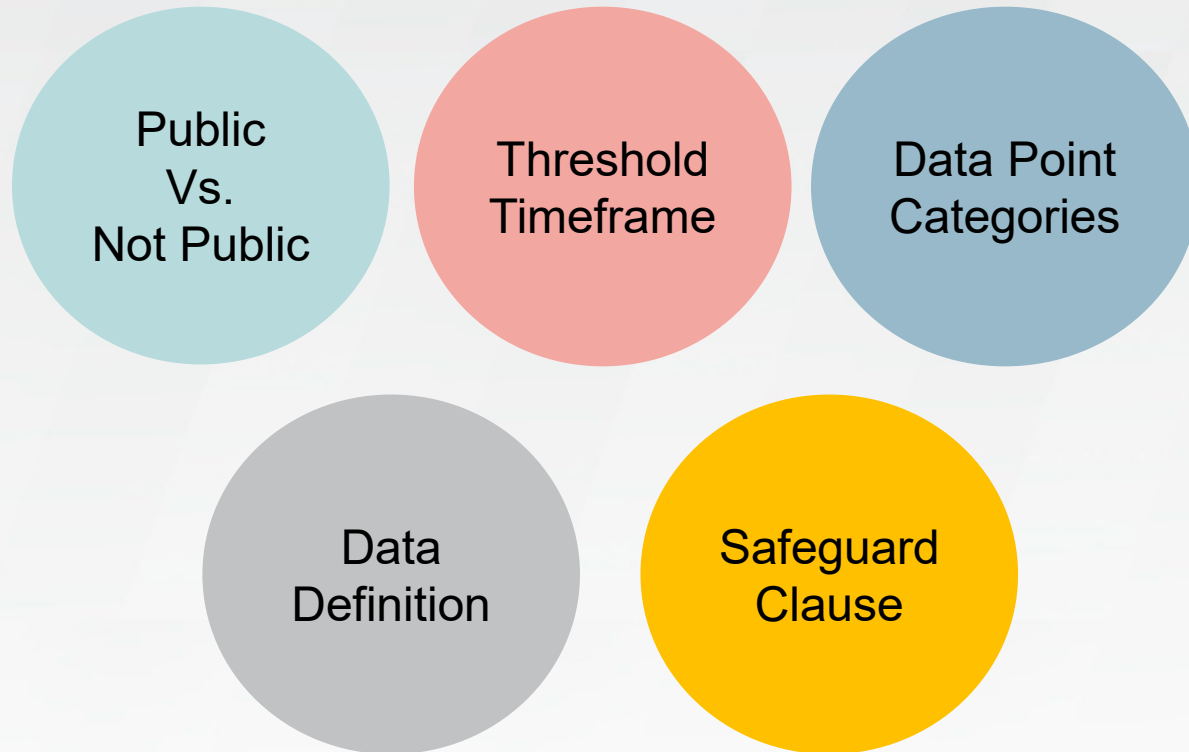 Public
Vs.
Not Public
Threshold
Timeframe
Data Point
Categories
Data
Definition
Safeguard
Clause